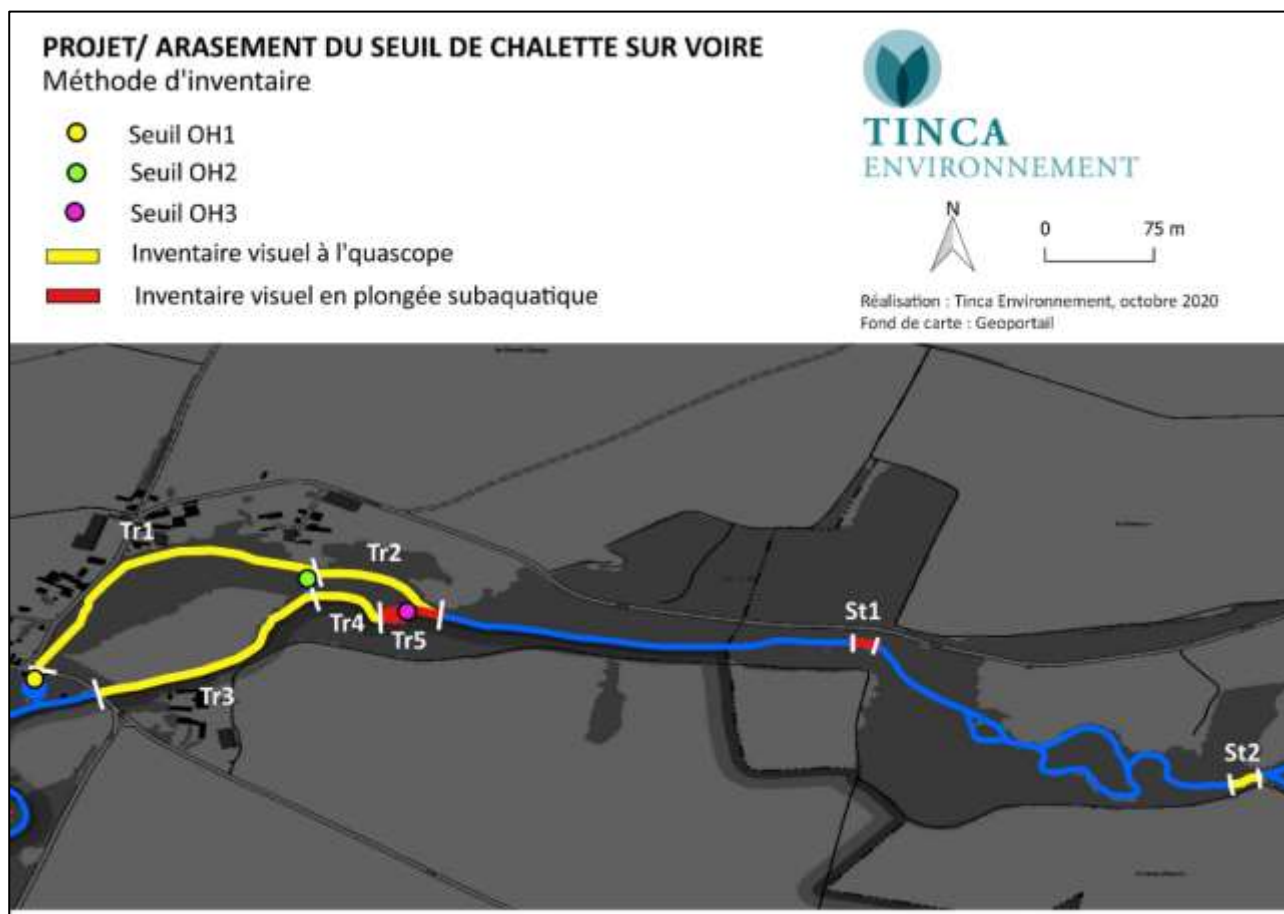 PROJET/ ARASEMENT DU SEUIL DE CHALETTE SUR VOIRE
Méthode d'inventaire
Seuil OH1
Seuil OH2
Seuil OH3
Inventaire visuel à l'quascope
Inventaire visuel en plongée subaquatique
TINCA
ENVIRONNEMENT
N
0 75 m
Réalisation : Tinca Environnement, octobre 2020
Fond de carte : Geoportail
Tr1
Tr2
Tr4
Tr5
Tr3
St1
St2